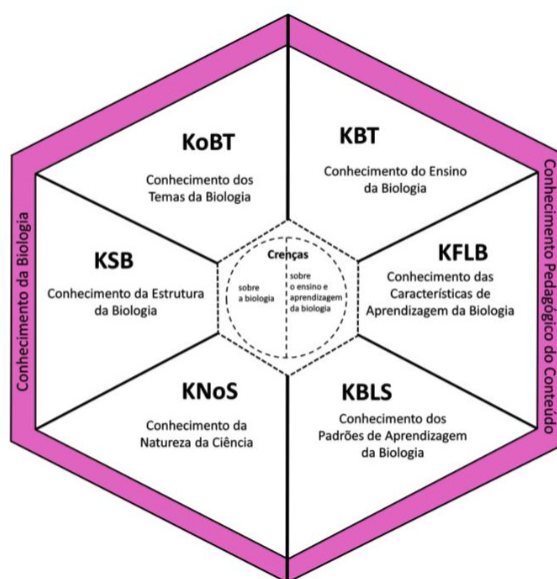 KoBT
Conhecimento dos
Temas da Biologia
KBT
Conhecimento do Ensino
da Biologia
KSB
Conhecimento da Estrutura
da Biologia
Crenças
sobre
a biologia
sobre
o ensino e
aprendizagem
da biologia
KFLB
Conhecimento das
Características de
Aprendizagem da Biologia
KNoS
Conhecimento da
Natureza da Ciência
KBLS
Conhecimento dos
Padrões de Aprendizagem
da Biologia
Conhecimento da Biologia
Conhecimento Pedagógico do Conteúdo